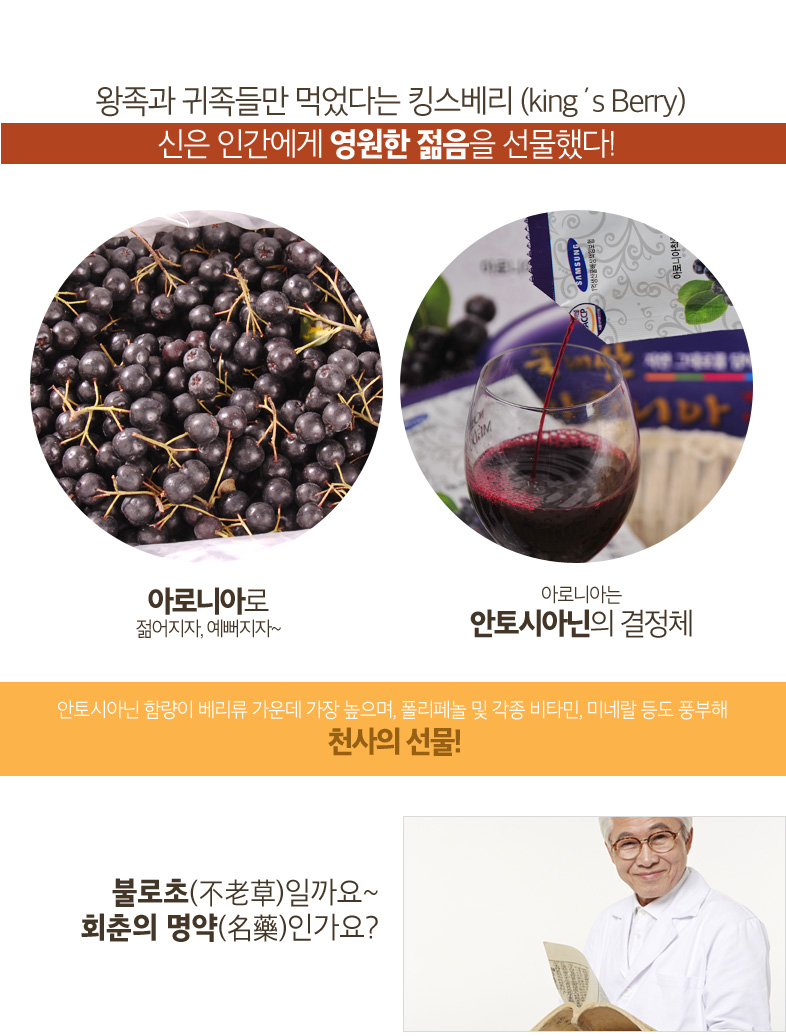 왕족과 귀족들만 먹었다는 킹스베리 (king´s Berry)
신은 인간에게 영원한 젊음을 선물했다!
SAMSUNG
아로니아로
젊어지자, 예뻐지자~
아로니아는
안토시아닌의 결정체
안토시아닌 함량이 베리류 가운데 가장 높으며, 폴리페놀 및 각종 비타민, 미네랄 등도 풍부해
천사의 선물!
불로초(不老草)일까요~
회춘의 명약(名藥)인가요?